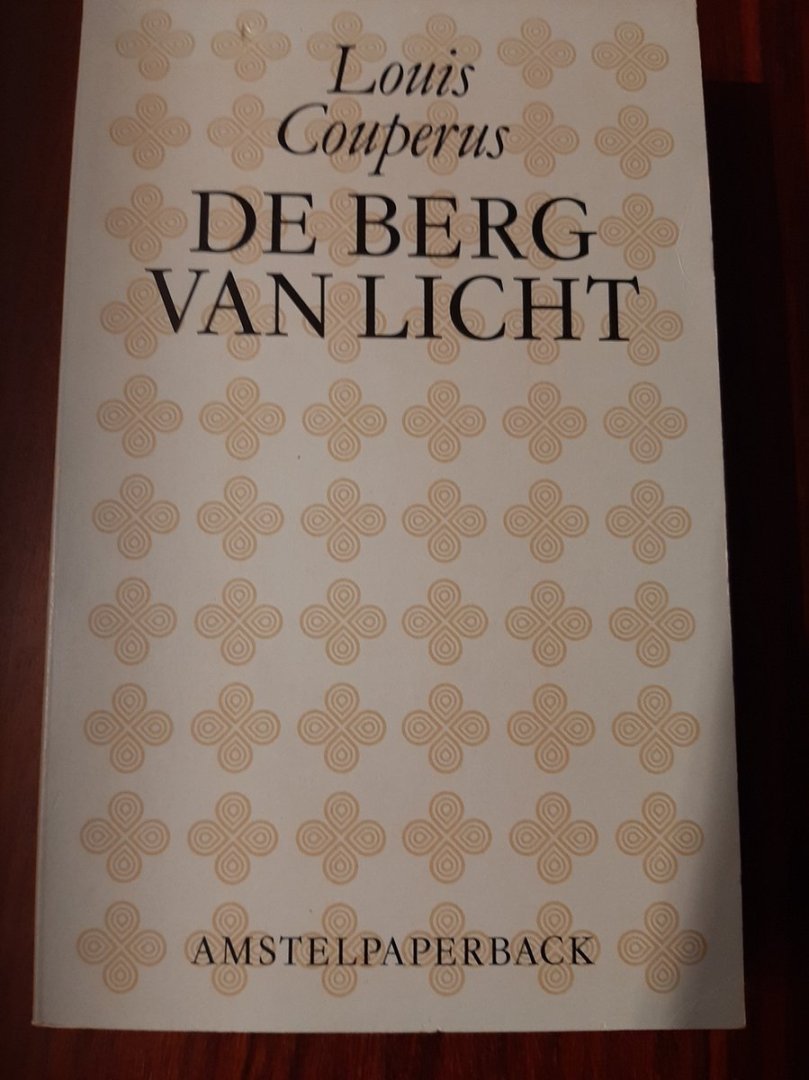 Louis
Couperus
DE BERG
VAN LICHT
AMSTELPAPERBACK